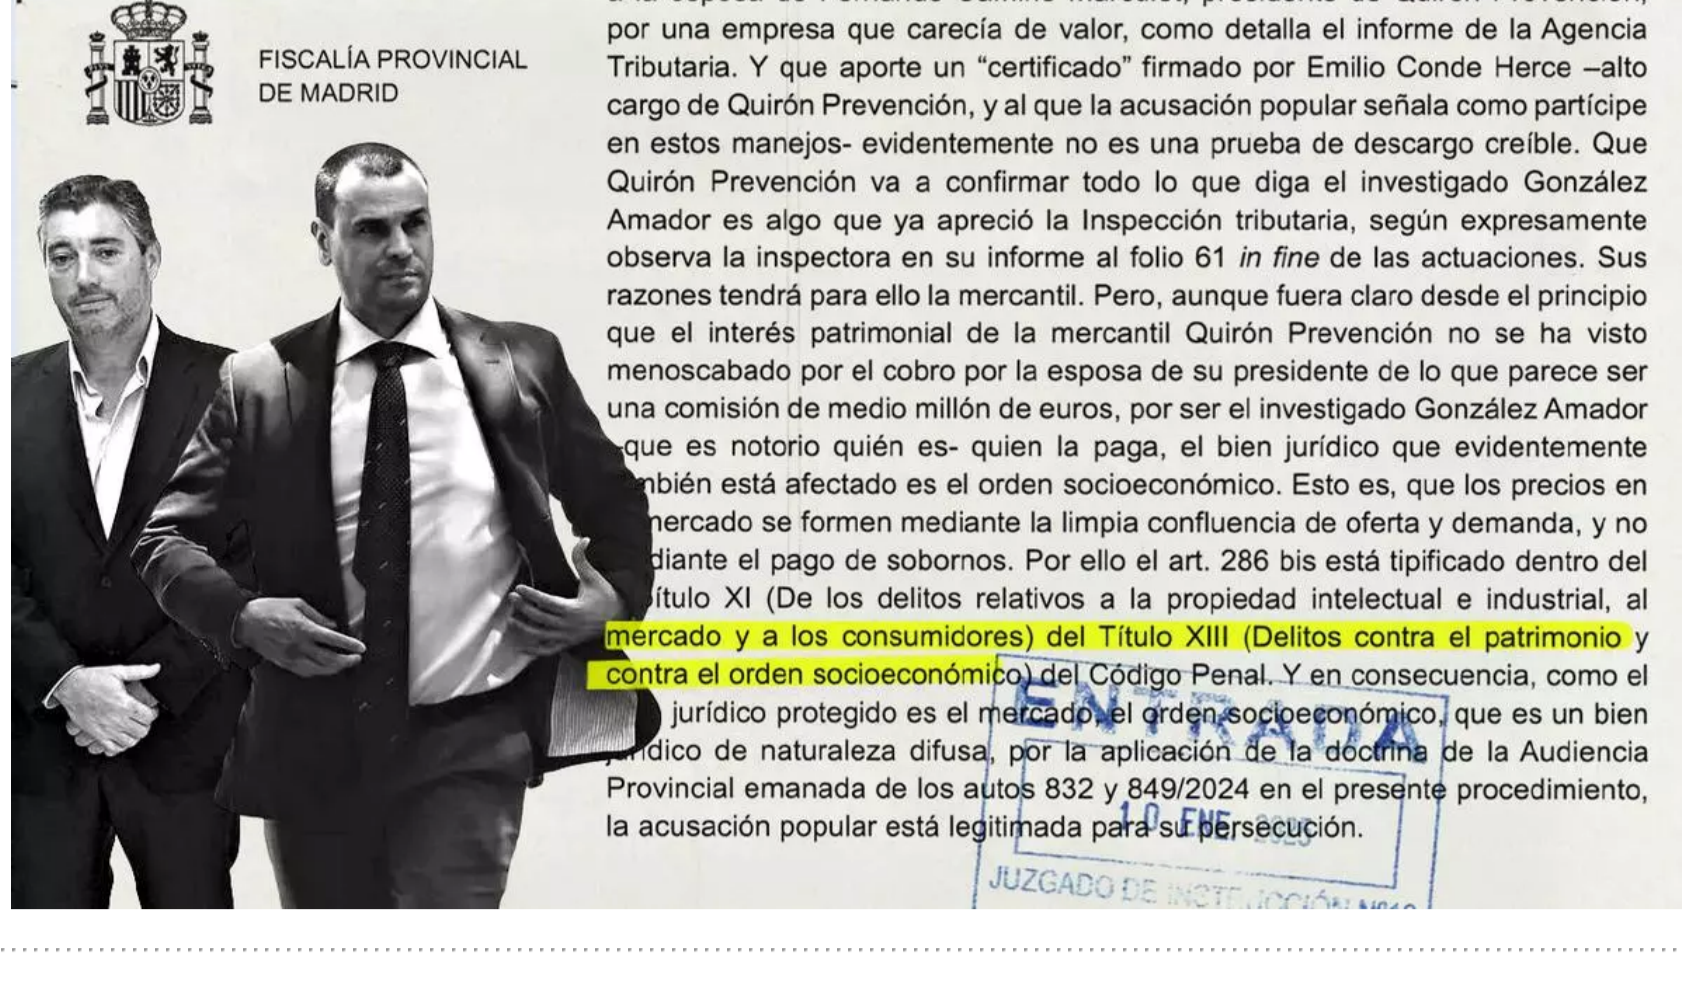 FISCALÍA PROVINCIAL
DE MADRID
por una empresa que carecía de valor, como detalla el informe de la Agencia
Tributaria. Y que aporte un “certificado” firmado por Emilio Conde Herce –alto
cargo de Quirón Prevención, y al que la acusación popular señala como partícipe
en estos manejos- evidentemente no es una prueba de descargo creíble. Que
Quirón Prevención va a confirmar todo lo que diga el investigado González
Amador es algo que ya apreció la Inspección tributaria, según expresamente
observa la inspectora en su informe al folio 61 in fine de las actuaciones. Sus
razones tendrá para ello la mercantil. Pero, aunque fuera claro desde el principio
que el interés patrimonial de la mercantil Quirón Prevención no se ha visto
menoscabado por el cobro por la esposa de su presidente de lo que parece ser
una comisión de medio millón de euros, por ser el investigado González Amador
-que es notorio quién es- quien la paga, el bien jurídico que evidentemente
mbién está afectado es el orden socioeconómico. Esto es, que los precios en
mercado se formen mediante la limpia confluencia de oferta y demanda, y no
diante el pago de sobornos. Por ello el art. 286 bis está tipificado dentro del
ítulo XI (De los delitos relativos a la propiedad intelectual e industrial, al
mercado y a los consumidores) del Título XIII (Delitos contra el patrimonio y
contra el orden socioeconómico) del Código Penal. Y en consecuencia, como el
jurídico protegido es el mercado, el orden socioeconómico, que es un bien
rídico de naturaleza difusa, por la aplicación de la doctrina de la Audiencia
Provincial emanada de los autos 832 y 849/2024 en el presente procedimiento,
la acusación popular está legitimada para su persecución.
ENTRADA
10 ENE. 2025
JUZGADO DE INSTRUCCIÓN